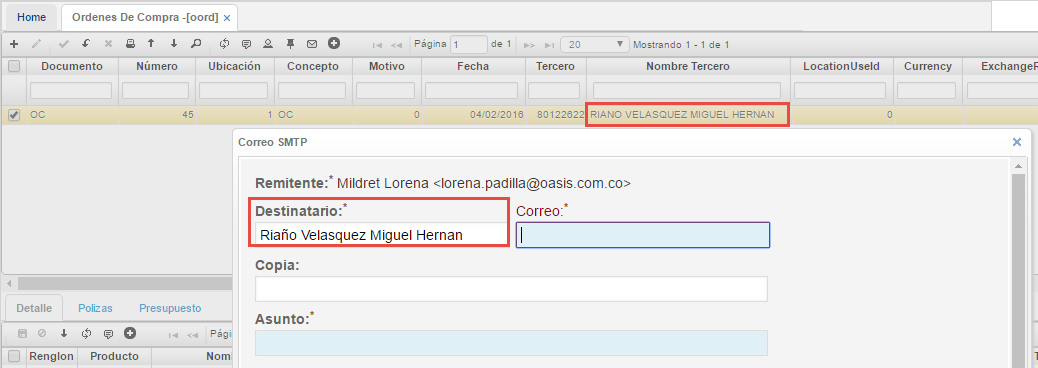 Home
Ordenes De Compra -[oord] ×
Página 1 de 1 20 Mostrando 1 - 1 de 1
Documento Número Ubicación Concepto Motivo Fecha Tercero Nombre Tercero LocationUseId Currency ExchangeR
OC 45 1 OC 0 04/02/2016 80122622 RIANO VELASQUEZ MIGUEL HERNAN 0
Correo SMTP
Remitente:* Mildret Lorena <lorena.padilla@oasis.com.co>
Destinatario:* Correo:*
Riaño Velasquez Miguel Hernan
Copia:
Asunto:*
Detalle Polizas Presupuesto
Pági
Renglon Producto Nom